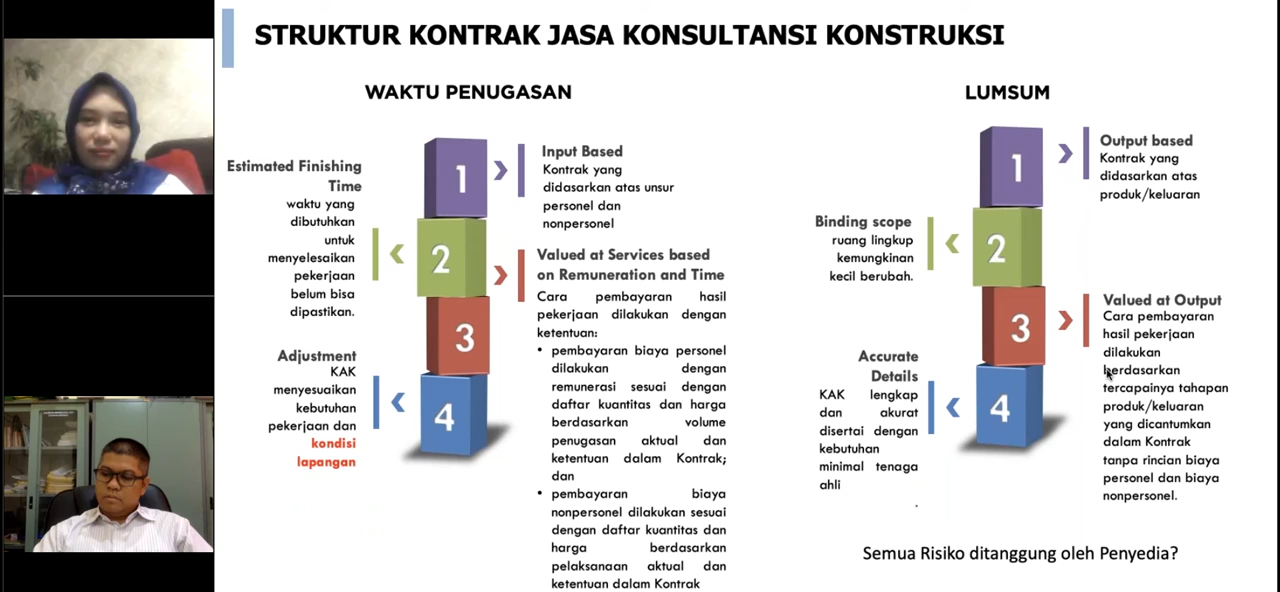 STRUKTUR KONTRAK JASA KONSULTANSI KONSTRUKSI
WAKTU PENUGASAN
1
Input Based
Kontrak yang
didasarkan atas unsur
personel dan
nonpersonel
Estimated Finishing
Time
waktu yang
dibutuhkan
untuk
menyelesaikan
pekerjaan
belum bisa
dipastikan.
2
Valued at Services based
on Remuneration and Time
Cara pembayaran hasil
pekerjaan dilakukan dengan
ketentuan:
• pembayaran biaya personel
dilakukan dengan
remunerasi sesuai dengan
daftar kuantitas dan harga
berdasarkan volume
penugasan aktual dan
ketentuan dalam Kontrak;
dan
• pembayaran biaya
nonpersonel dilakukan sesuai
dengan daftar kuantitas dan
harga berdasarkan
pelaksanaan aktual dan
ketentuan dalam Kontrak
3
Adjustment
KAK
menyesuaikan
kebutuhan
pekerjaan dan
kondisi
lapangan
4
LUMSUM
1
Output based
Kontrak yang
didasarkan atas
produk/keluaran
Binding scope
ruang lingkup
kemungkinan
kecil berubah.
2
Valued at Output
Cara pembayaran
hasil pekerjaan
dilakukan
berdasarkan
tercapainya tahapan
produk/keluaran
yang dicantumkan
dalam Kontrak
tanpa rincian biaya
personel dan biaya
nonpersonel.
3
Accurate
Details
KAK lengkap
dan akurat
disertai dengan
kebutuhan
minimal tenaga
ahli
.
4
Semua Risiko ditanggung oleh Penyedia?